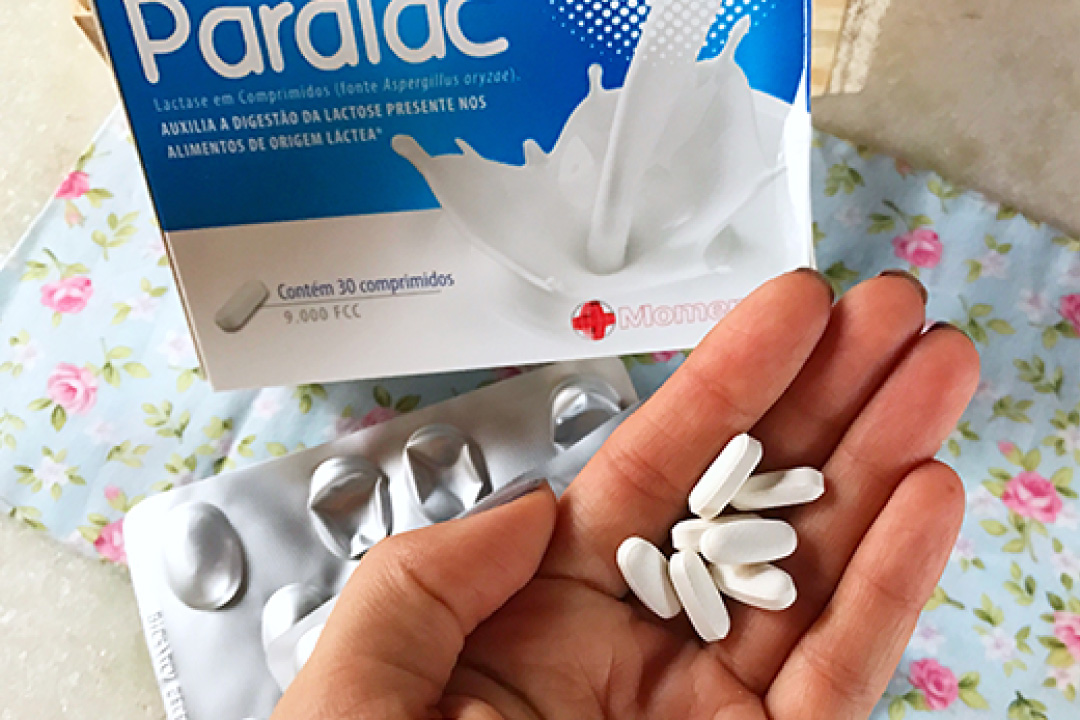 Paralac
Lactase em Comprimidos (fonte Aspergillus oryzae).
AUXILIA A DIGESTÃO DA LACTOSE PRESENTE NOS
ALIMENTOS DE ORIGEM LÁCTEA*
Contém 30 comprimidos
9.000 FCC